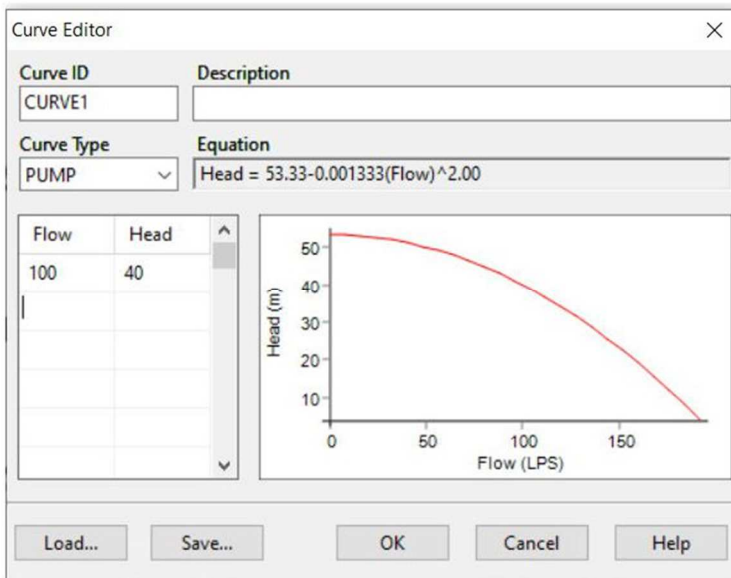 Curve Editor
Curve ID Description
CURVE1
Curve Type Equation
PUMP Head = 53.33-0.001333(Flow)^2.00
Flow Head
100 40
Head (m)
50
40
30
20
10
0 50 100 150
Flow (LPS)
Load... Save... OK Cancel Help